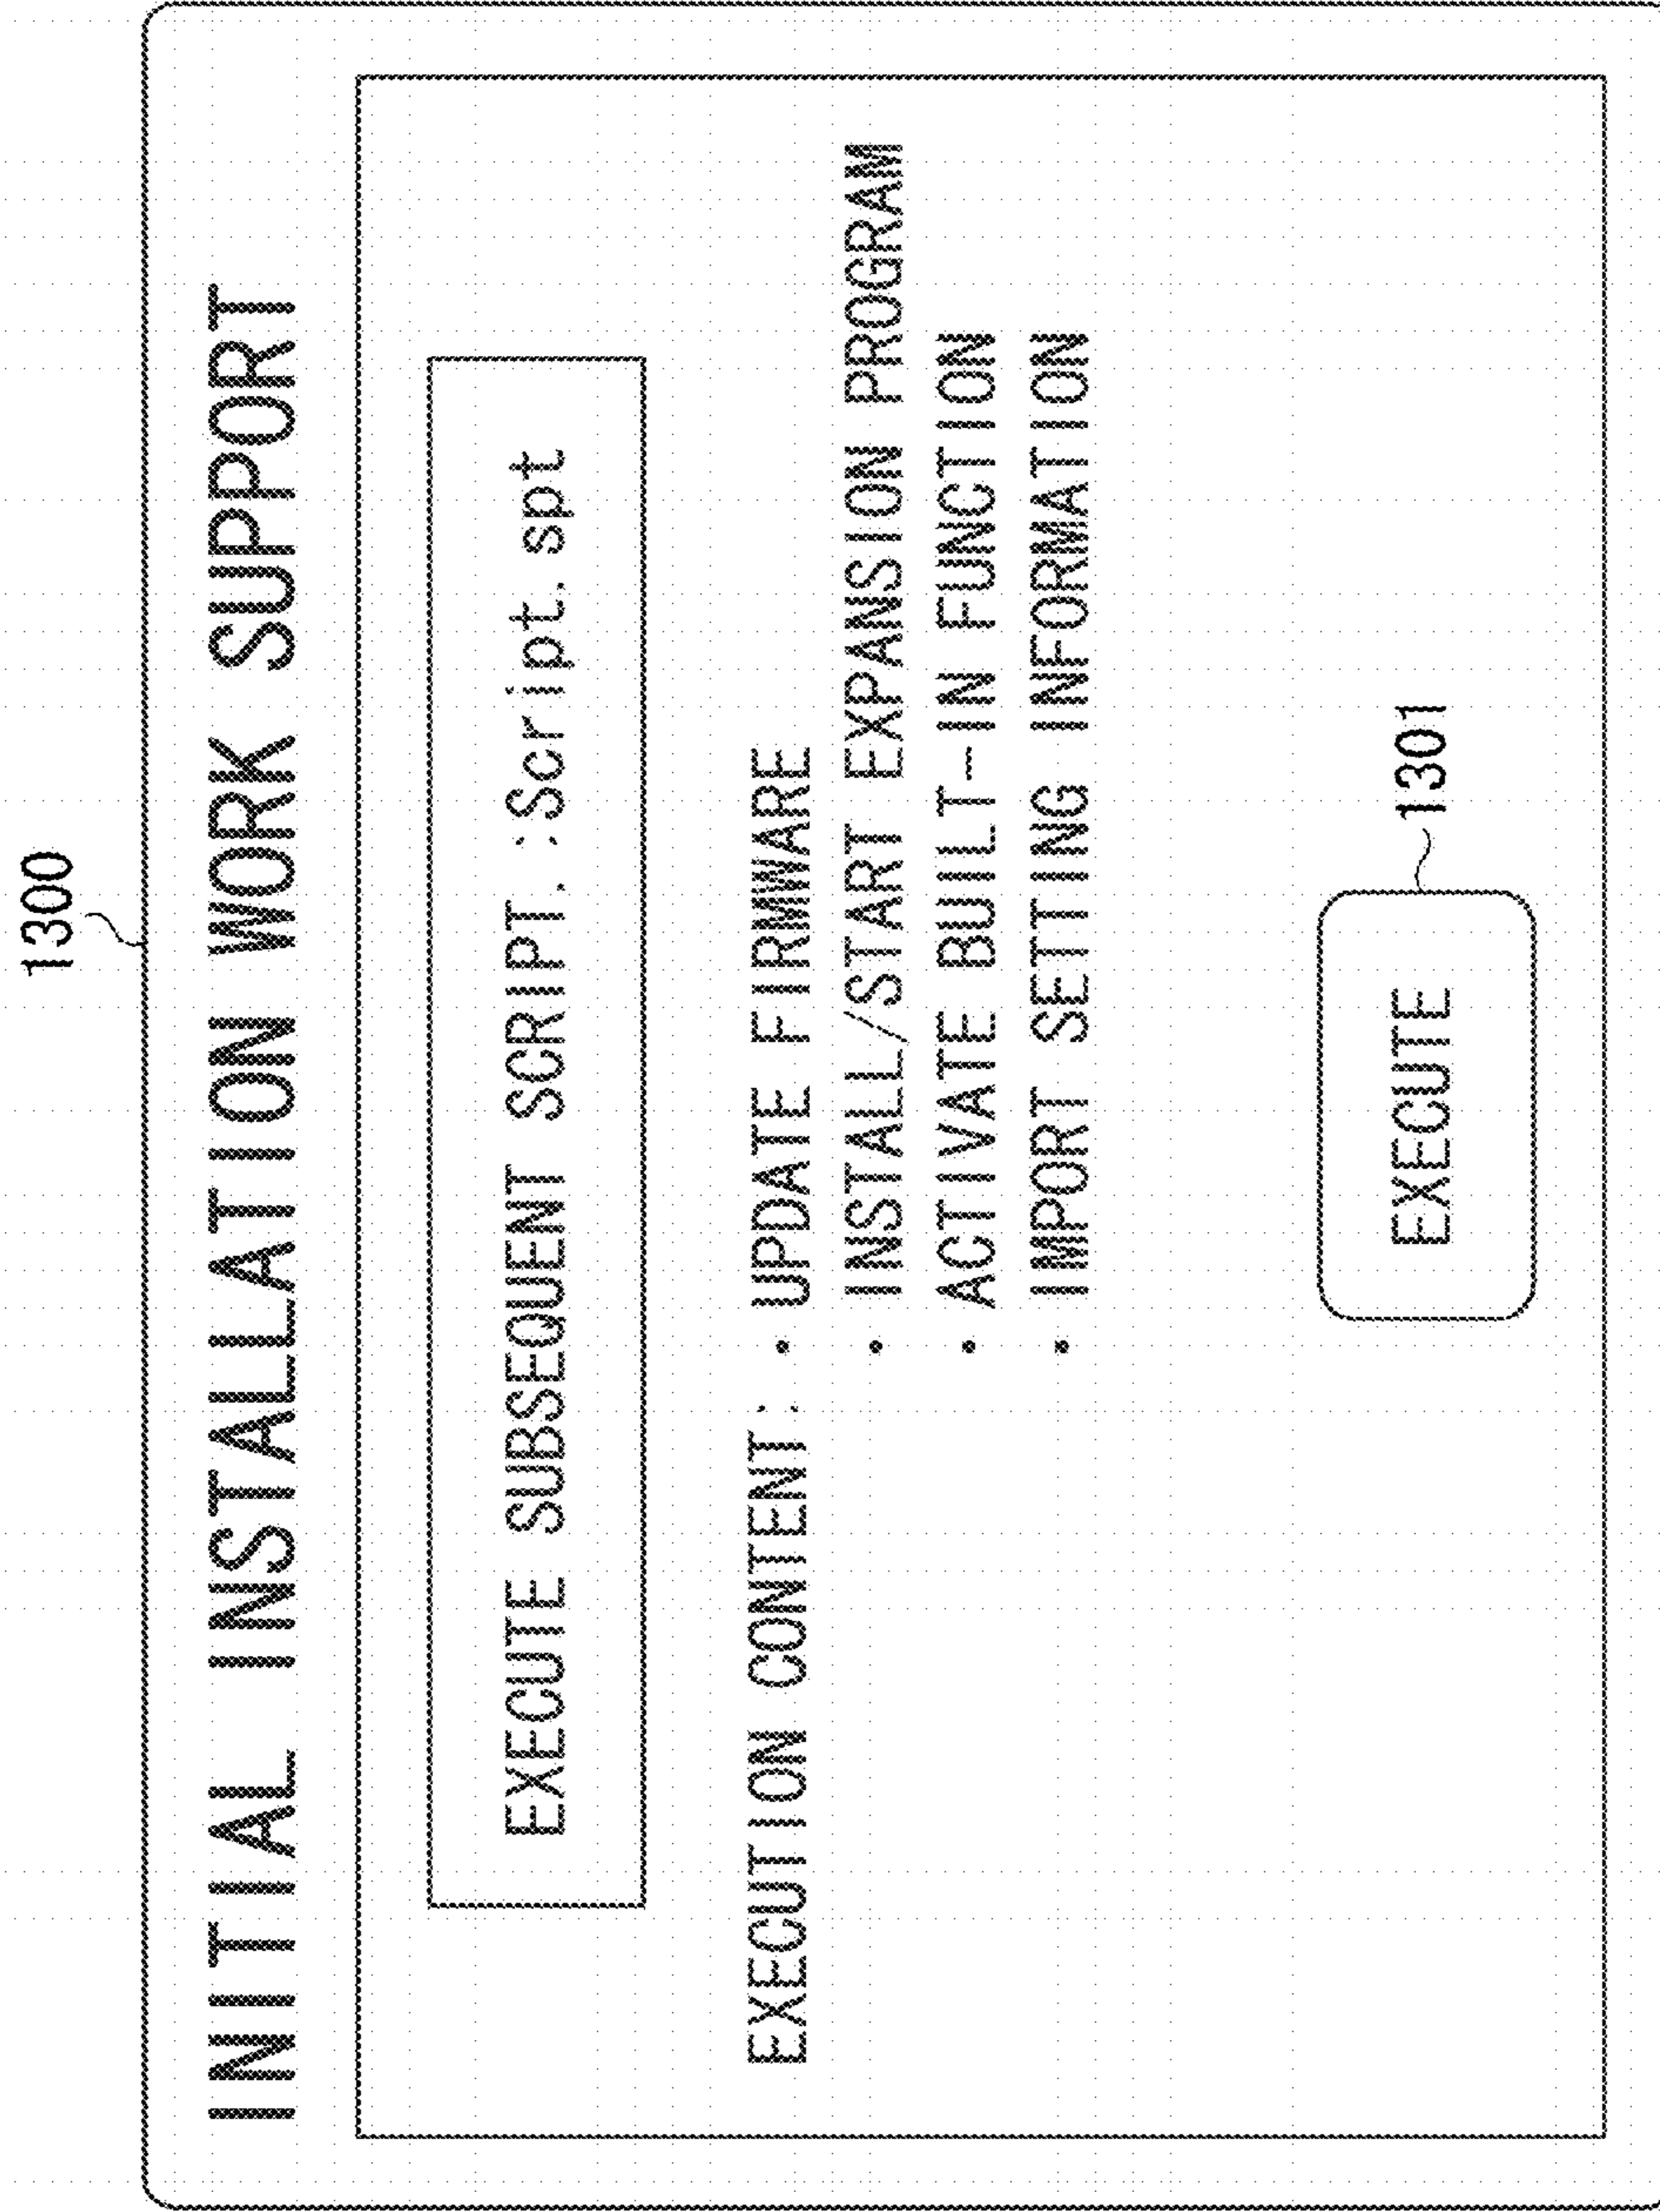 1300
INITIAL INSTALLATION WORK SUPPORT
EXECUTE SUBSEQUENT SCRIPT. :Script.spt
EXECUTION CONTENT: • UPDATE FIRMWARE
• INSTALL/START EXPANSION PROGRAM
• ACTIVATE BUILT-IN FUNCTION
• IMPORT SETTING INFORMATION
1301
EXECUTE